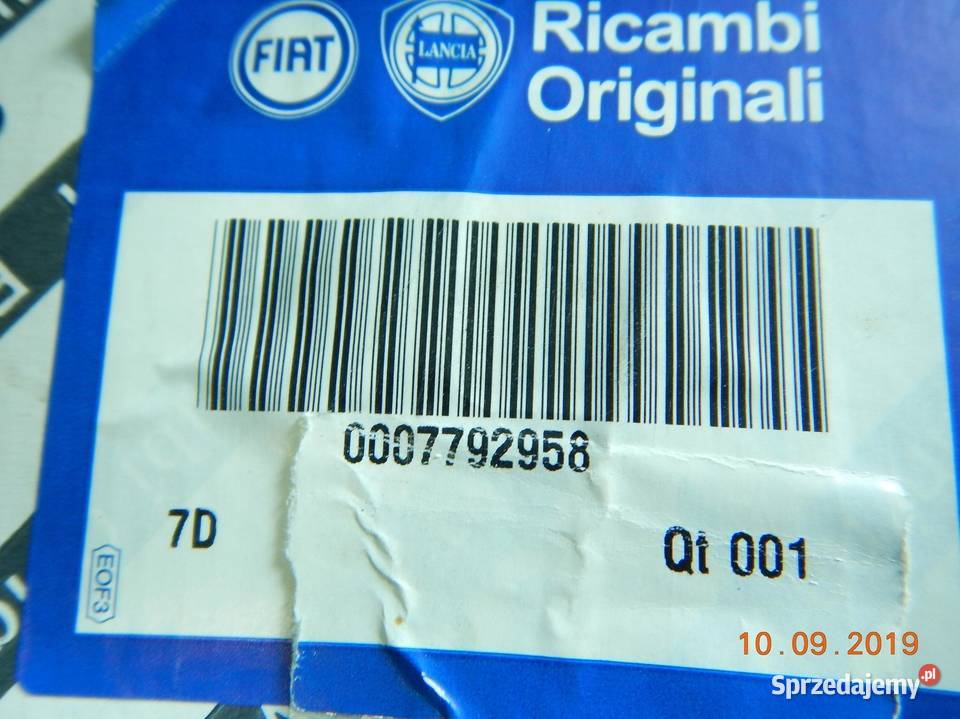 FIAT
LANCIA
Ricambi
Originali
0007792958
7D
Qt 001
EOF3
10.09.2019
Sprzedajemy.pl